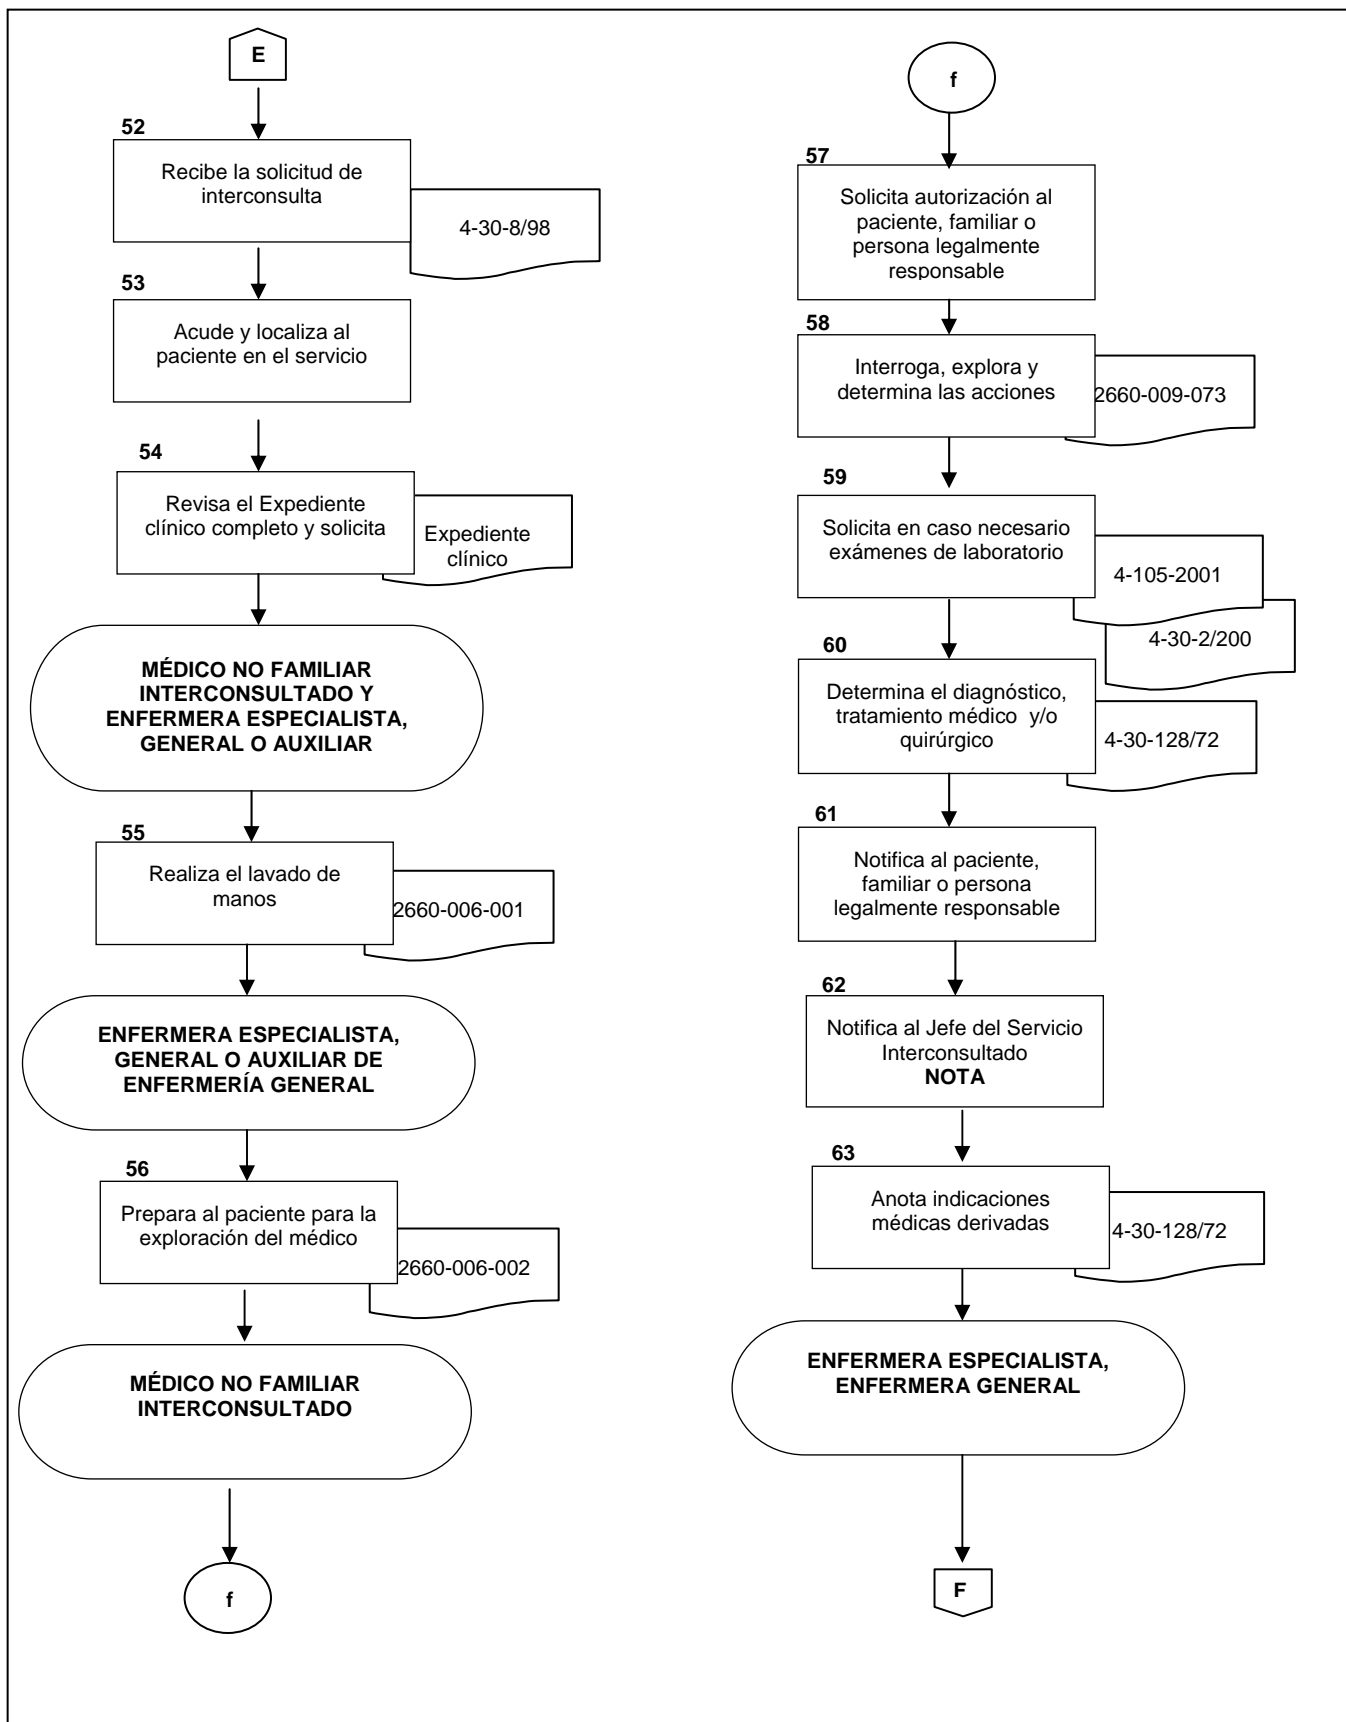 E
52
Recibe la solicitud de
interconsulta
4-30-8/98
53
Acude y localiza al
paciente en el servicio
54
Revisa el Expediente
clínico completo y solicita
Expediente
clínico
MÉDICO NO FAMILIAR
INTERCONSULTADO Y
ENFERMERA ESPECIALISTA,
GENERAL O AUXILIAR
55
Realiza el lavado de
manos
2660-006-001
ENFERMERA ESPECIALISTA,
GENERAL O AUXILIAR DE
ENFERMERÍA GENERAL
56
Prepara al paciente para la
exploración del médico
2660-006-002
MÉDICO NO FAMILIAR
INTERCONSULTADO
f
f
57
Solicita autorización al
paciente, familiar o
persona legalmente
responsable
58
Interroga, explora y
determina las acciones
2660-009-073
59
Solicita en caso necesario
exámenes de laboratorio
4-105-2001
4-30-2/200
60
Determina el diagnóstico,
tratamiento médico y/o
quirúrgico
4-30-128/72
61
Notifica al paciente,
familiar o persona
legalmente responsable
62
Notifica al Jefe del Servicio
Interconsultado
NOTA
63
Anota indicaciones
médicas derivadas
4-30-128/72
ENFERMERA ESPECIALISTA,
ENFERMERA GENERAL
F